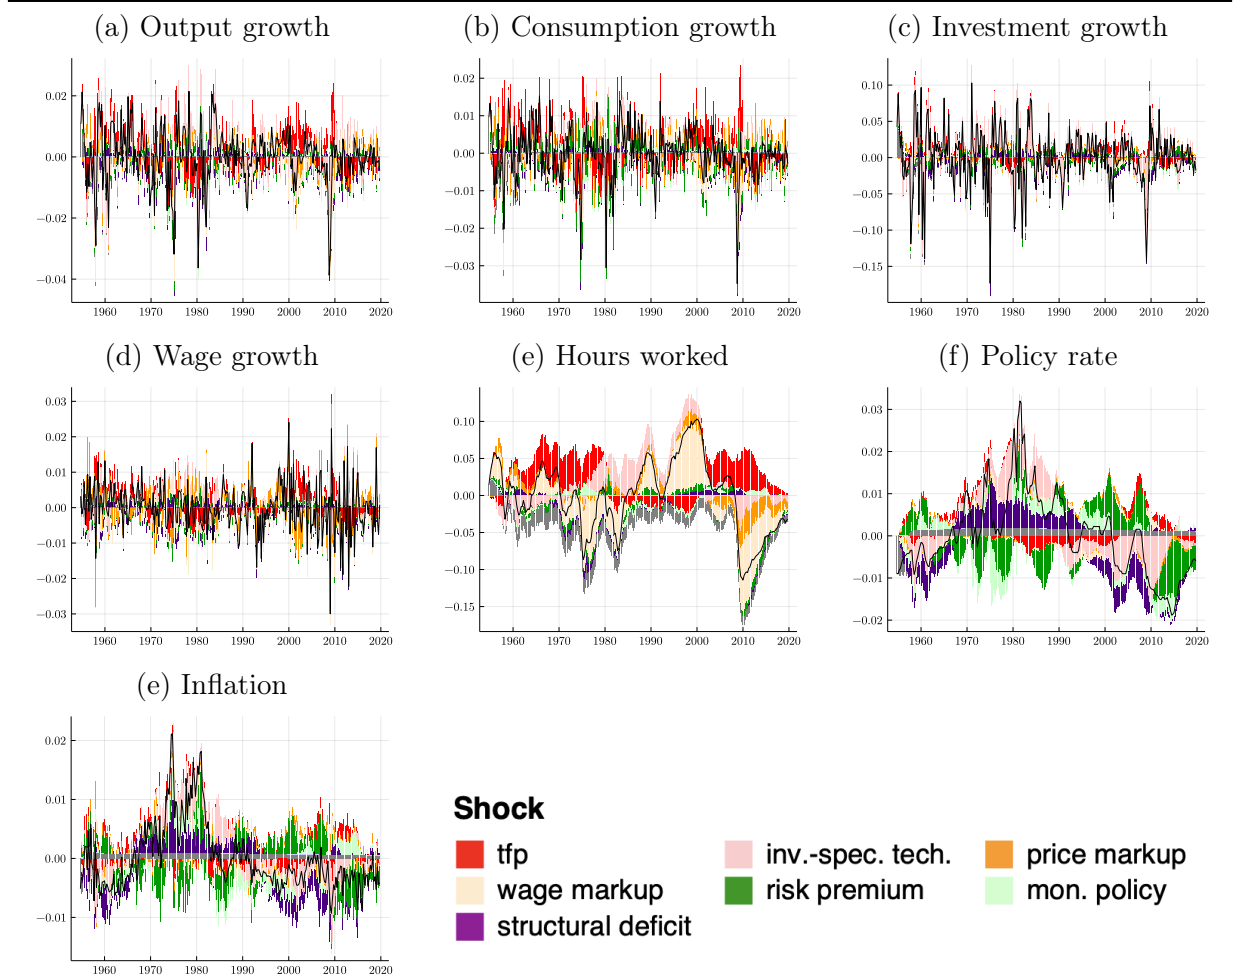 (a) Output growth
(b) Consumption growth
(c) Investment growth
0.02
0.00
−0.02
−0.04
1960 1970 1980 1990 2000 2010 2020
0.02
0.01
0.00
−0.01
−0.02
−0.03
1960 1970 1980 1990 2000 2010 2020
0.10
0.05
0.00
−0.05
−0.10
−0.15
1960 1970 1980 1990 2000 2010 2020
(d) Wage growth
(e) Hours worked
(f) Policy rate
0.03
0.02
0.01
0.00
−0.01
−0.02
−0.03
1960 1970 1980 1990 2000 2010 2020
0.10
0.05
0.00
−0.05
−0.10
−0.15
1960 1970 1980 1990 2000 2010 2020
0.03
0.02
0.01
0.00
−0.01
−0.02
1960 1970 1980 1990 2000 2010 2020
(e) Inflation
0.02
0.01
0.00
−0.01
1960 1970 1980 1990 2000 2010 2020
Shock
tfp
inv.-spec. tech.
price markup
wage markup
risk premium
mon. policy
structural deficit